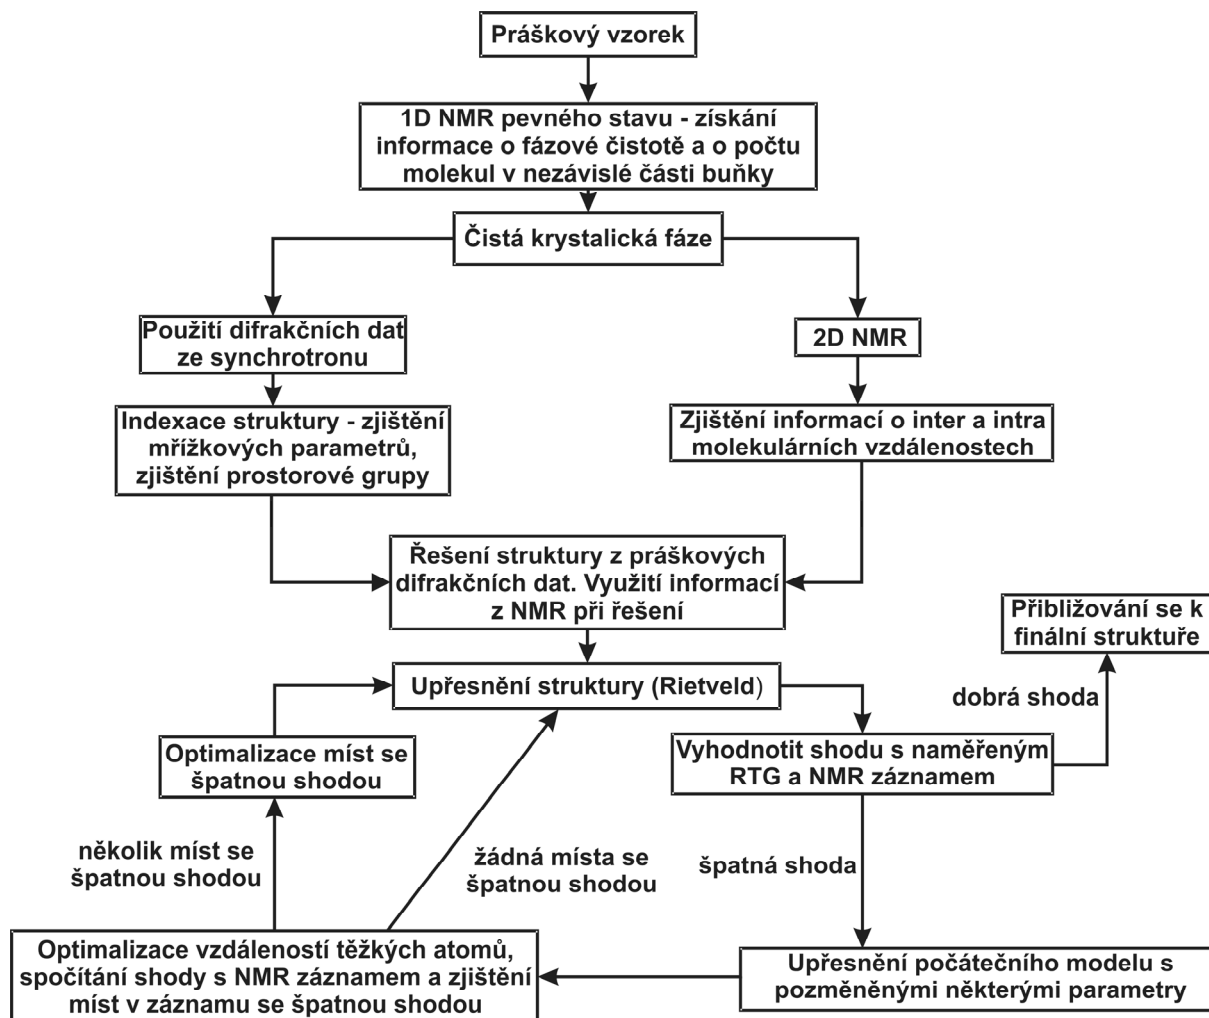 Práškový vzorek
1D NMR pevného stavu - získání
informace o fázové čistotě a o počtu
molekul v nezávislé části buňky
Čistá krystalická fáze
Použití difrakčních dat
ze synchrotronu
2D NMR
Indexace struktury - zjištění
mřížkových parametrů,
zjištění prostorové grupy
Zjištění informací o inter a intra
molekulárních vzdálenostech
Řešení struktury z práškových
difrakčních dat. Využití informací
z NMR při řešení
Přibližování se k
finální struktuře
Upřesnění struktury (Rietveld)
dobrá shoda
Optimalizace míst se
špatnou shodou
Vyhodnotit shodu s naměřeným
RTG a NMR záznamem
několik míst se
špatnou shodou
žádná místa se
špatnou shodou
špatná shoda
Optimalizace vzdáleností těžkých atomů,
spočítání shody s NMR záznamem a zjištění
míst v záznamu se špatnou shodou
Upřesnění počátečního modelu s
pozměněnými některými parametry